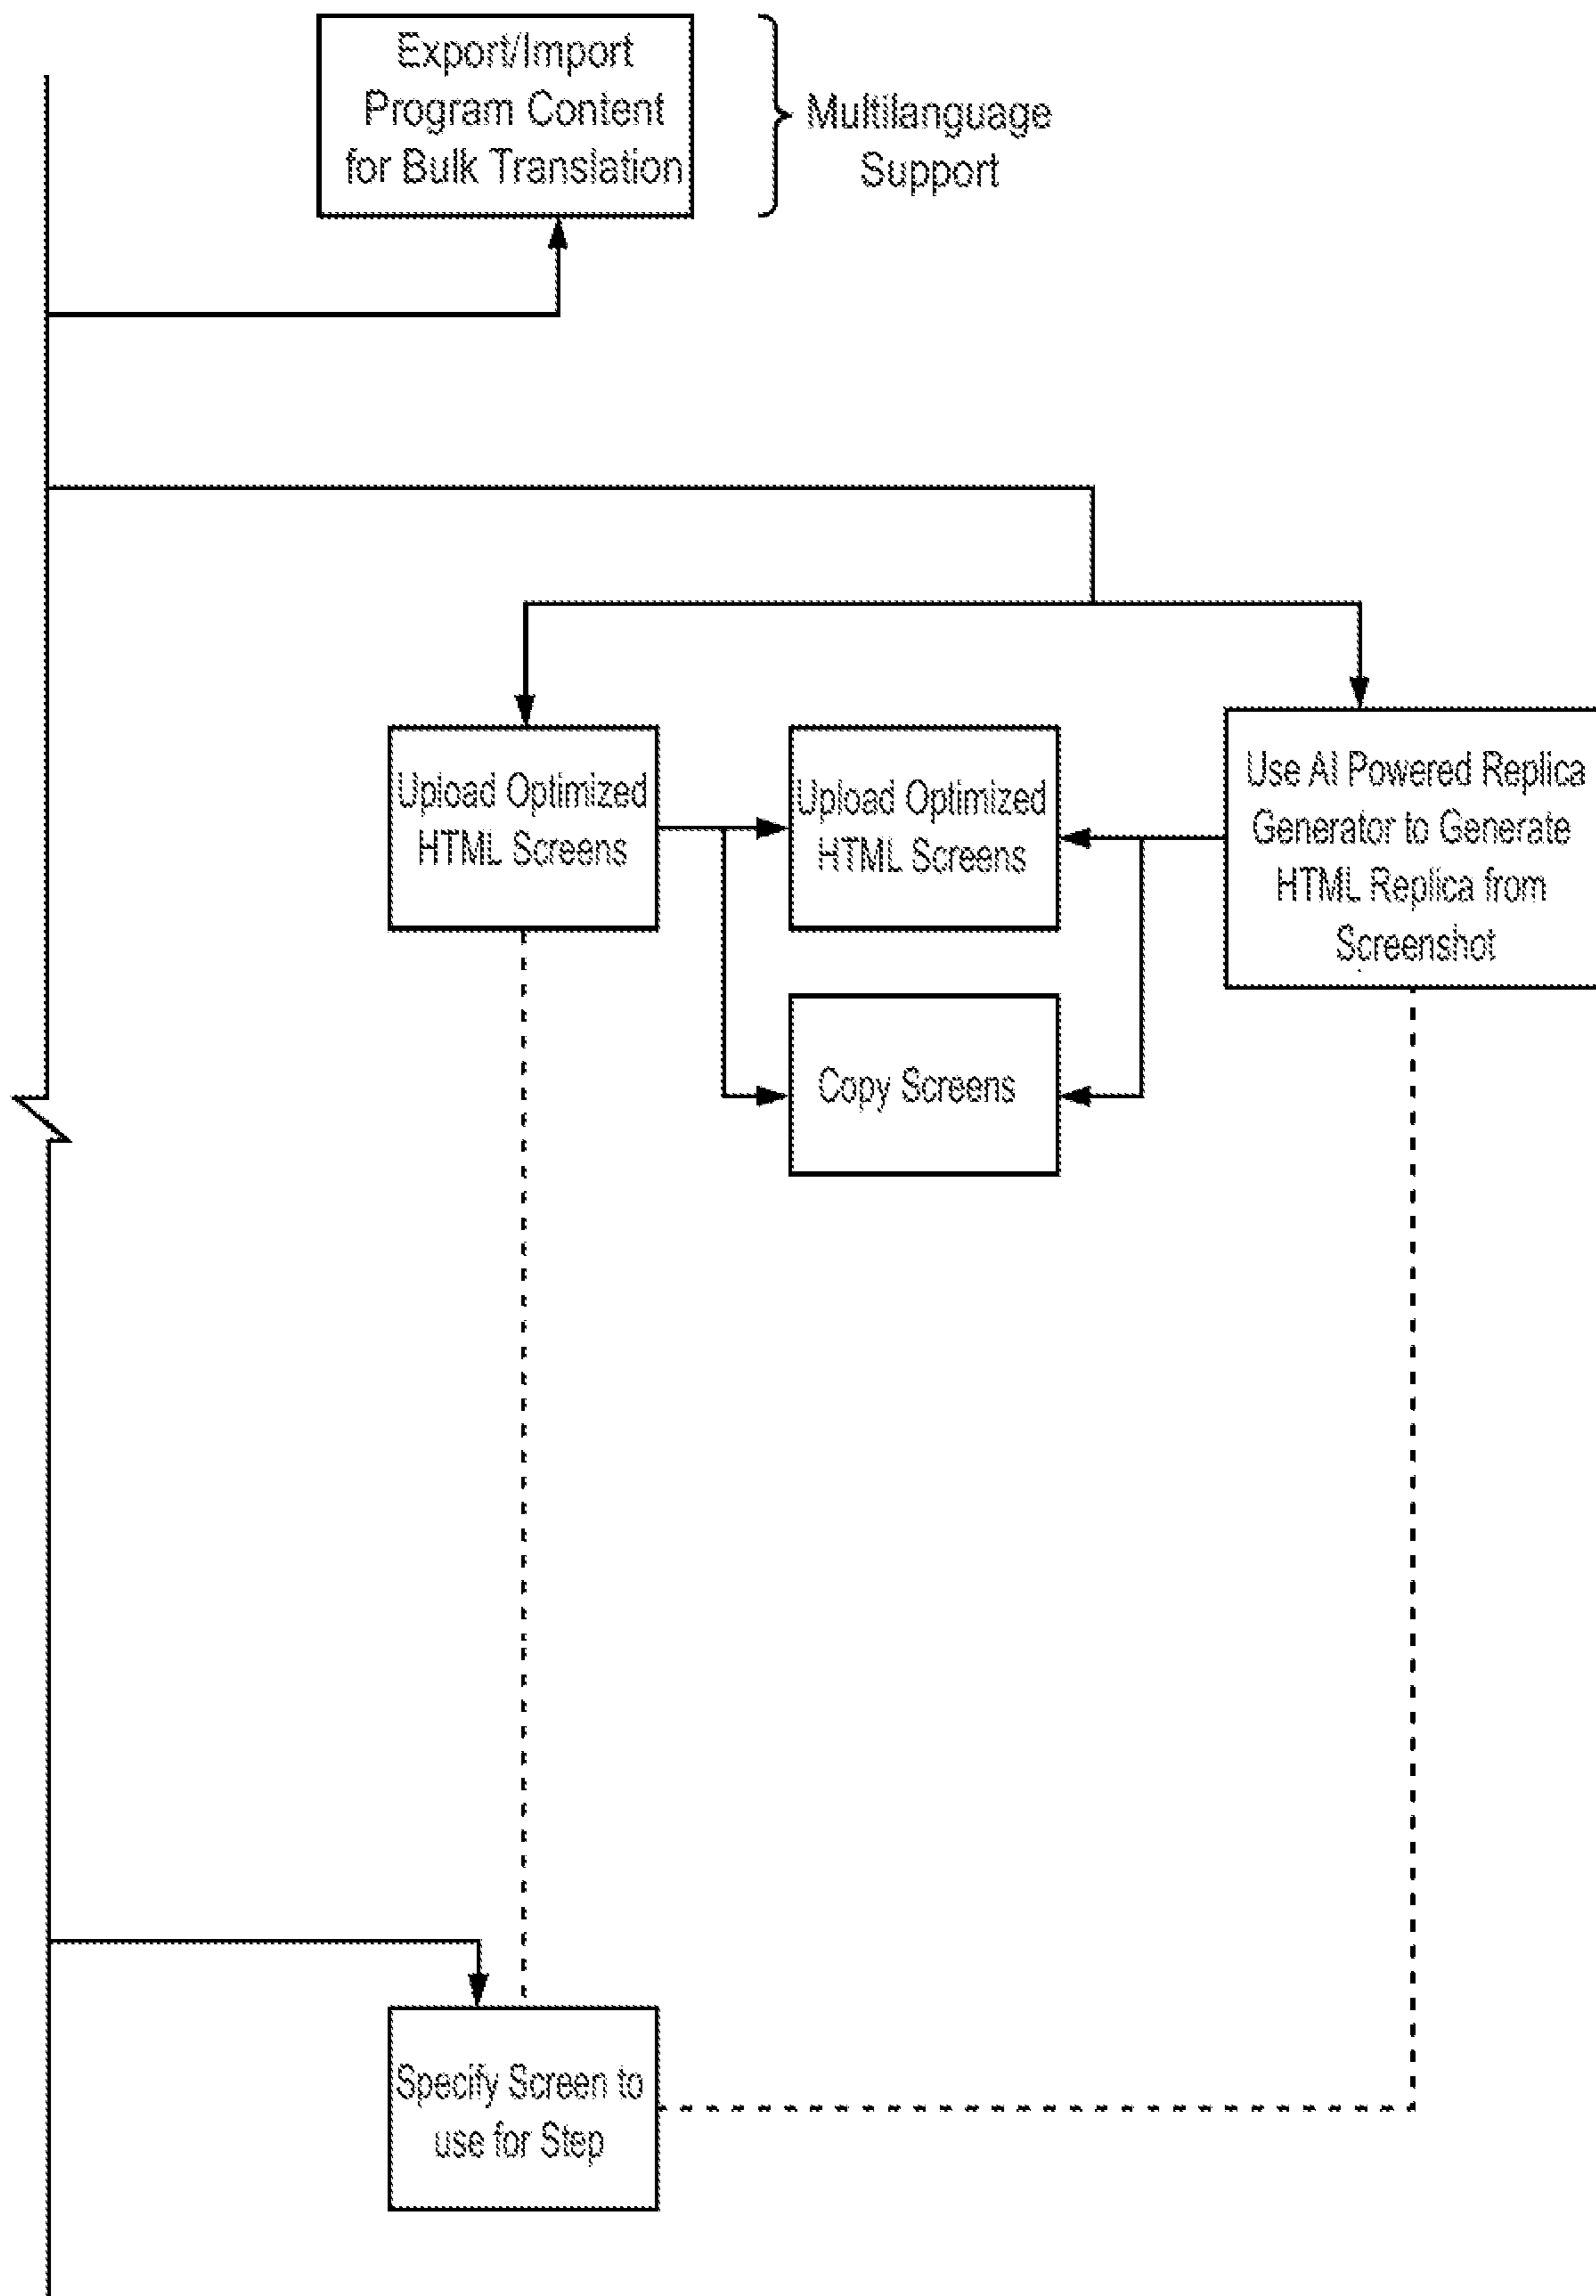 Export/Import
Program Content
for Bulk Translation
Multilanguage
Support
Upload Optimized
HTML Screens
Upload Optimized
HTML Screens
Use AI Powered Replica
Generator to Generate
HTML Replica from
Screenshot
Copy Screens
Specify Screen to
use for Step